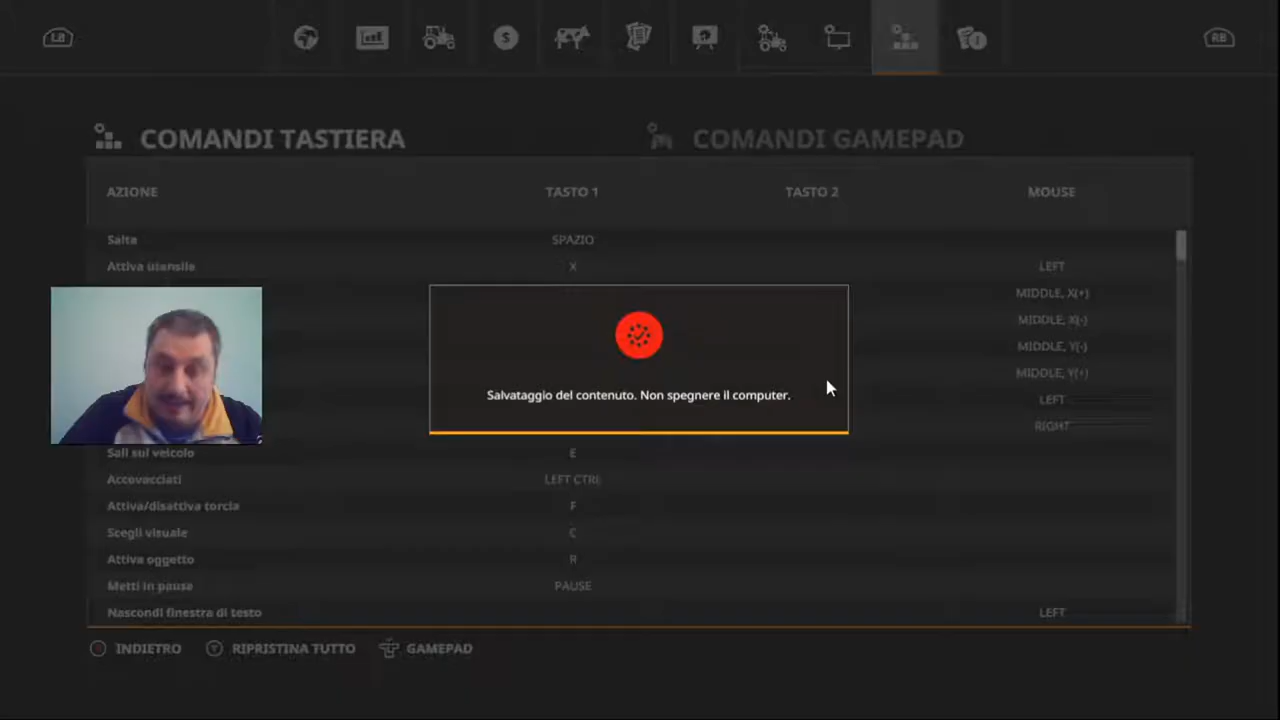 LB
$
RB
COMANDI TASTIERA
COMANDI GAMEPAD
AZIONE TASTO 1 TASTO 2 MOUSE
Salta SPAZIO
Attiva utensile X LEFT
MIDDLE, X(+)
MIDDLE, X(-)
MIDDLE, Y(-)
MIDDLE, Y(+)
LEFT
RIGHT
Salvataggio del contenuto. Non spegnere il computer.
Sali sul veicolo E
Accovacciati LEFT CTRL
Attiva/disattiva torcia F
Scegli visuale C
Attiva oggetto R
Metti in pause PAUSE
Nascondi finestra di testo LEFT
INDIETRO Y RIPRISTINA TUTTO GAMEPAD